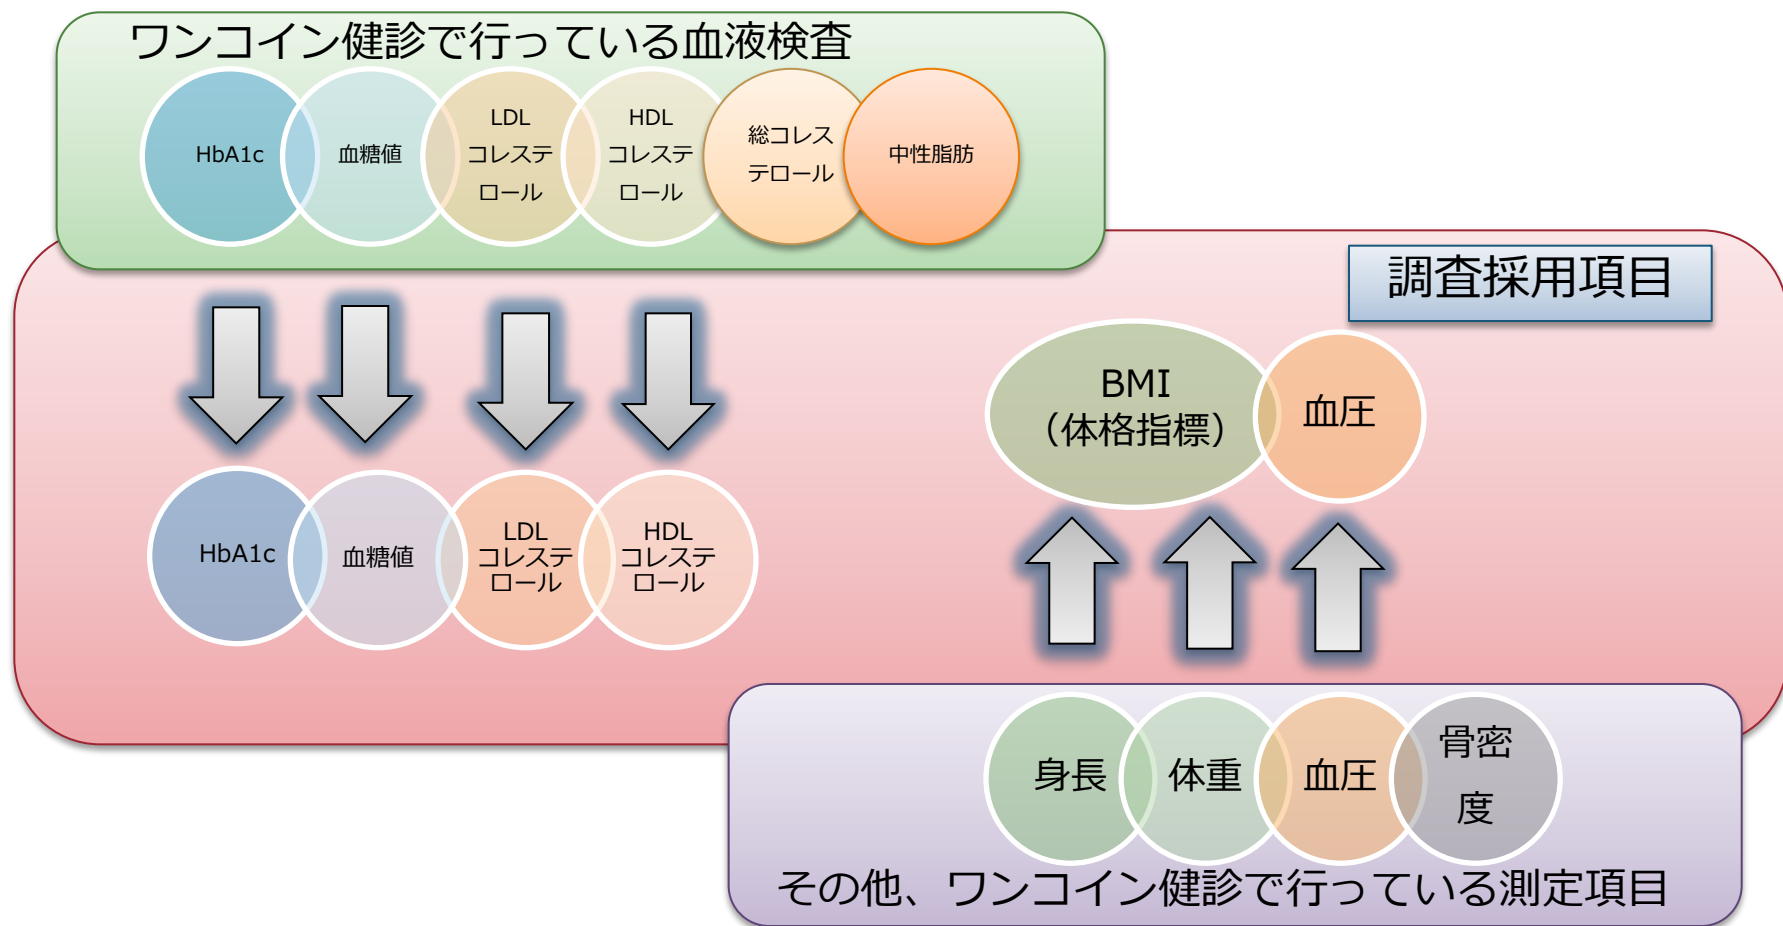 ワンコイン健診で行っている血液検査
HbA1c
血糖値
LDL
コレステ
ロール
HDL
コレステ
ロール
総コレス
テロール
中性脂肪
調査採用項目
BMI
（体格指標）
血圧
HbA1c
血糖値
LDL
コレステ
ロール
HDL
コレステ
ロール
身長
体重
血圧
骨密
度
その他、ワンコイン健診で行っている測定項目